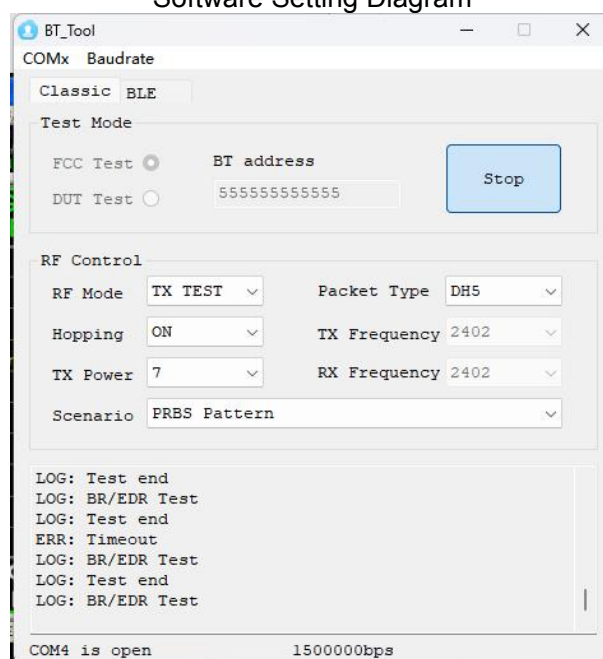 Software Setting Diagram
BT_Tool
COMx Baudrate
Classic BLE
Test Mode
FCC Test BT address
Stop
DUT Test 555555555555
RF Control
RF Mode TX TEST Packet Type DH5
Hopping ON TX Frequency 2402
TX Power 7 RX Frequency 2402
Scenario PRBS Pattern
LOG: Test end
LOG: BR/EDR Test
LOG: Test end
ERR: Timeout
LOG: BR/EDR Test
LOG: Test end
LOG: BR/EDR Test
COM4 is open 1500000bps